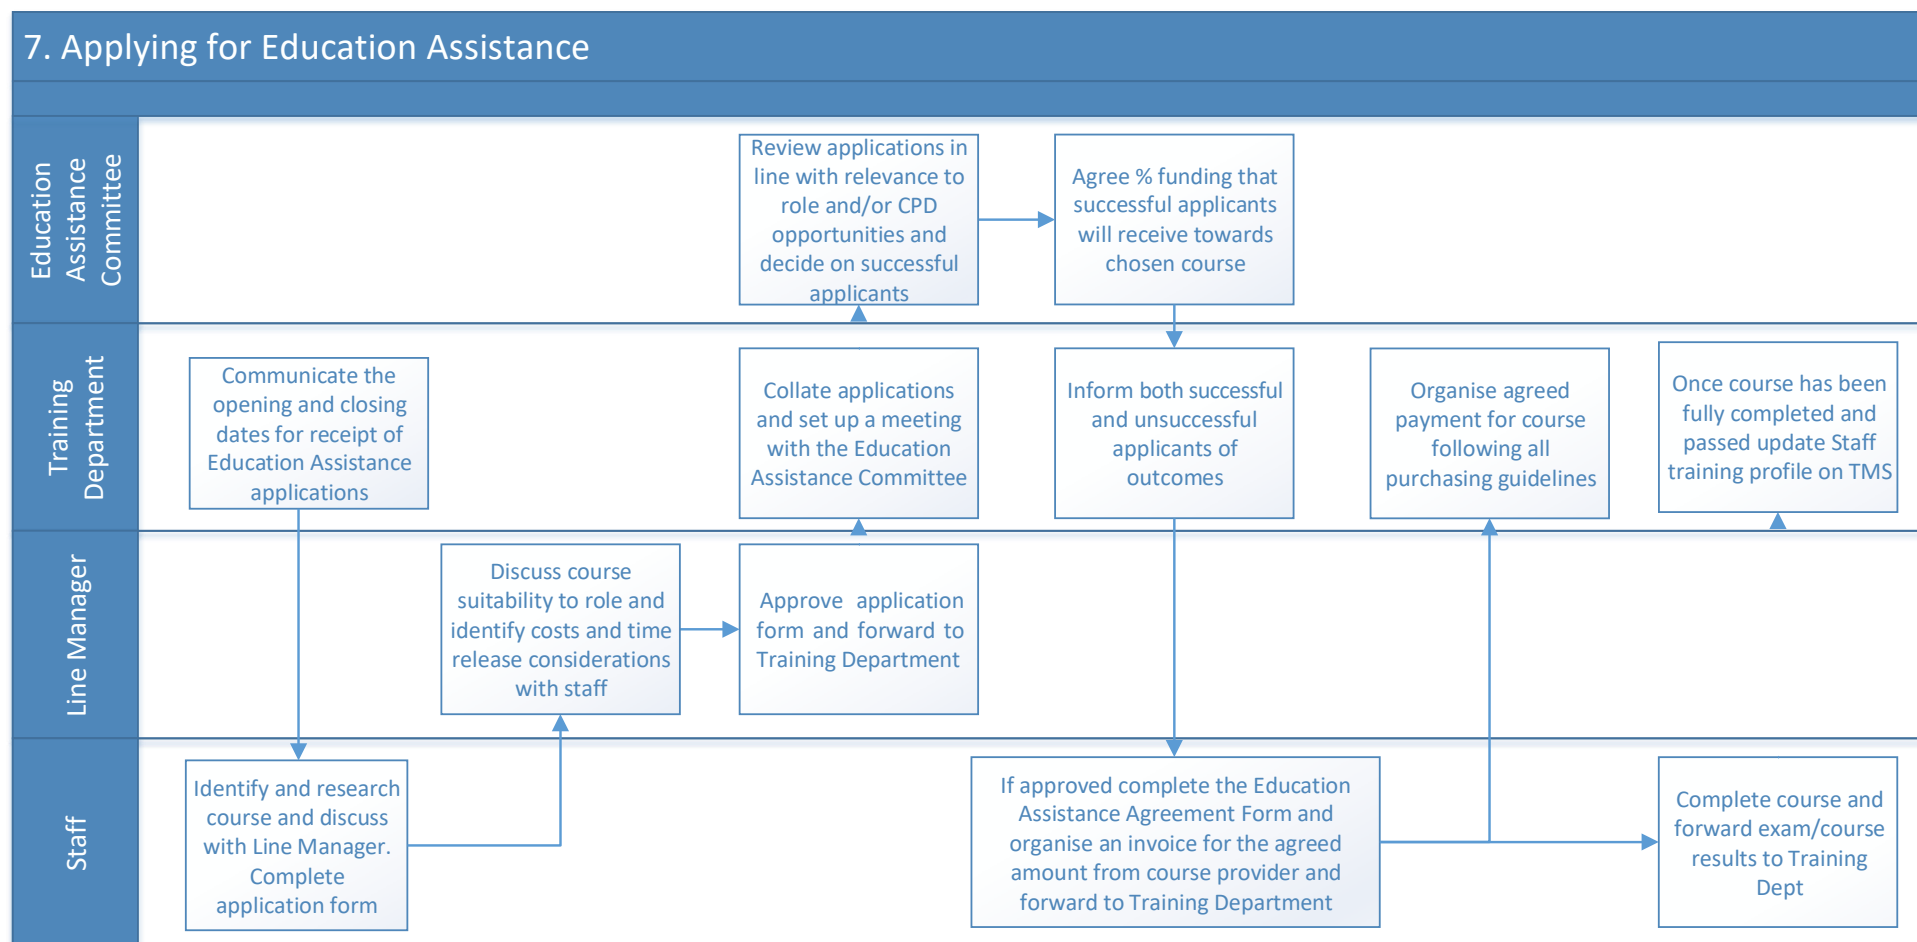 7. Applying for Education Assistance
Education
Assistance
Committee
Review applications in
line with relevance to
role and/or CPD
opportunities and
decide on successful
applicants
Agree % funding that
successful applicants
will receive towards
chosen course
Training
Department
Communicate the
opening and closing
dates for receipt of
Education Assistance
applications
Collate applications
and set up a meeting
with the Education
Assistance Committee
Inform both successful
and unsuccessful
applicants of
outcomes
Organise agreed
payment for course
following all
purchasing guidelines
Once course has been
fully completed and
passed update Staff
training profile on TMS
Line Manager
Discuss course
suitability to role and
identify costs and time
release considerations
with staff
Approve application
form and forward to
Training Department
Staff
Identify and research
course and discuss
with Line Manager.
Complete
application form
If approved complete the Education
Assistance Agreement Form and
organise an invoice for the agreed
amount from course provider and
forward to Training Department
Complete course and
forward exam/course
results to Training
Dept